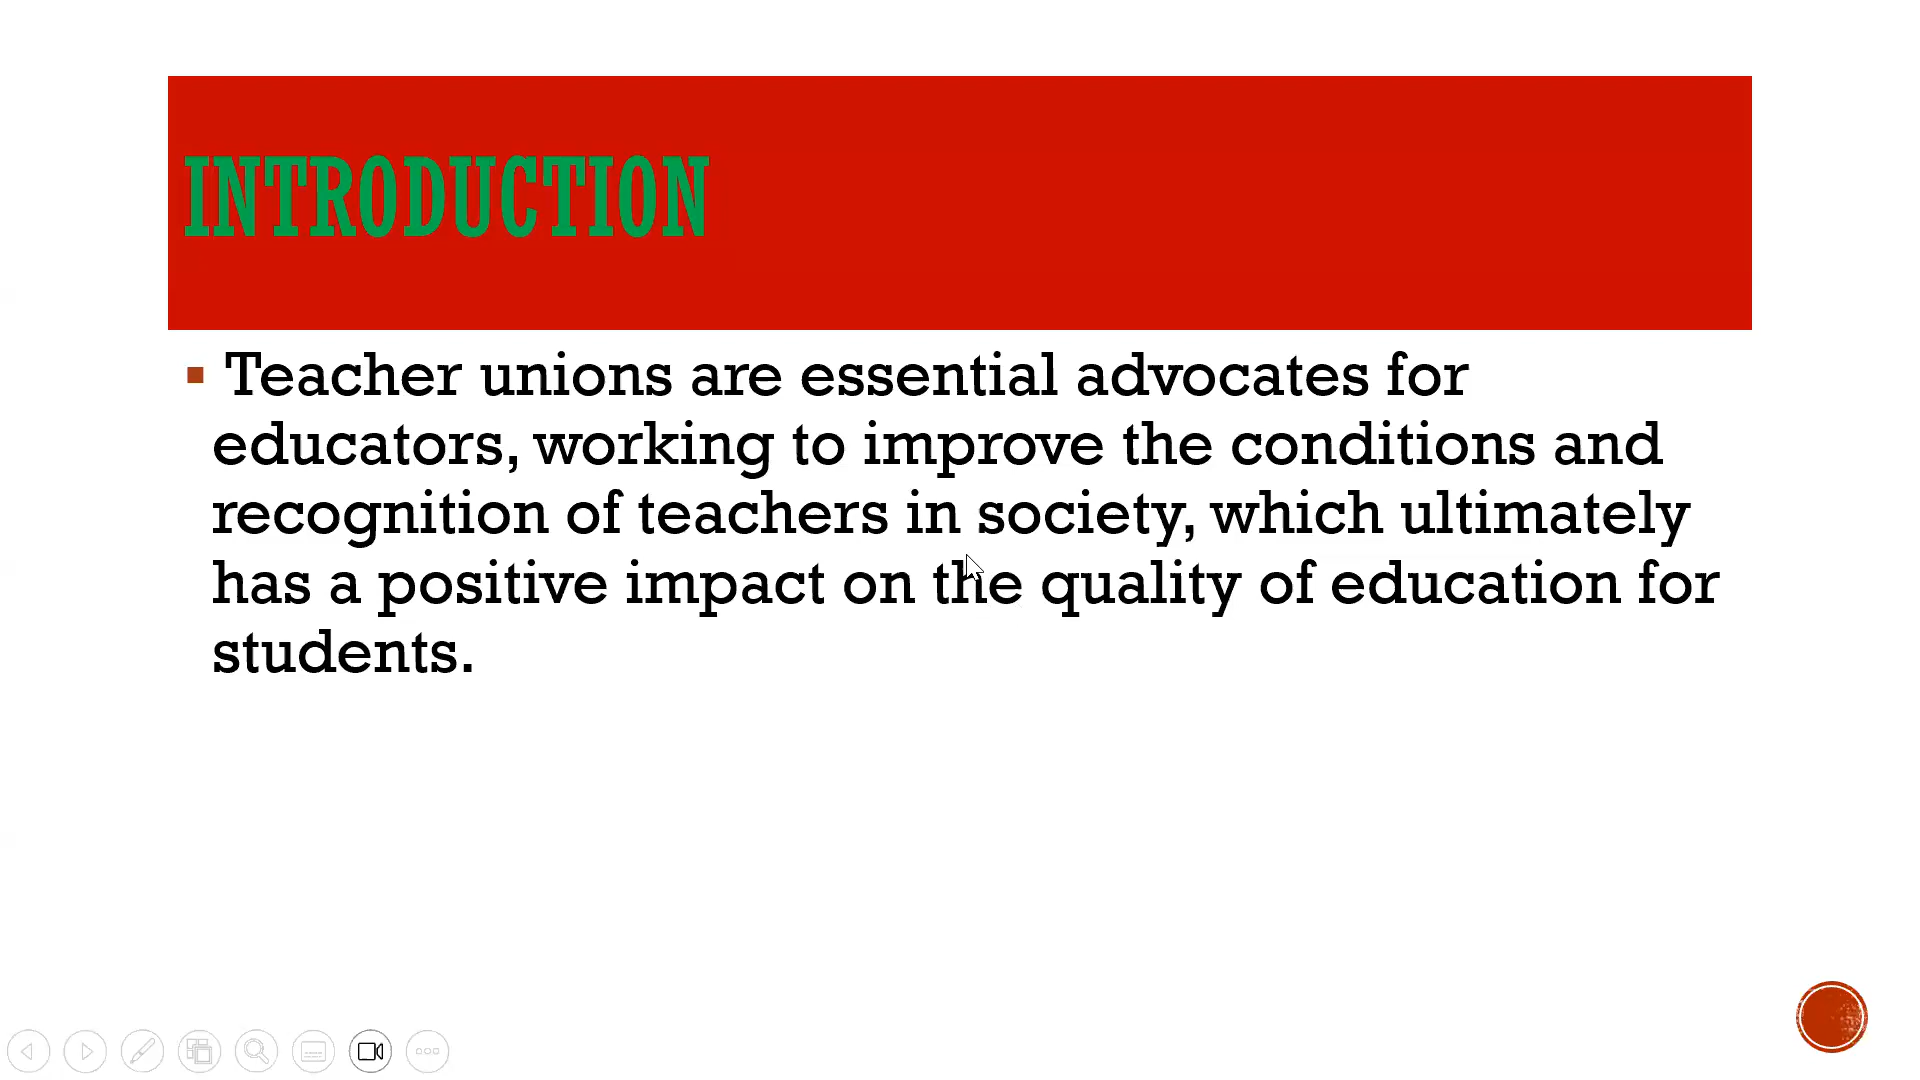 INTRODUCTION
▪ Teacher unions are essential advocates for
educators, working to improve the conditions and
recognition of teachers in society, which ultimately
has a positive impact on the quality of education for
students.